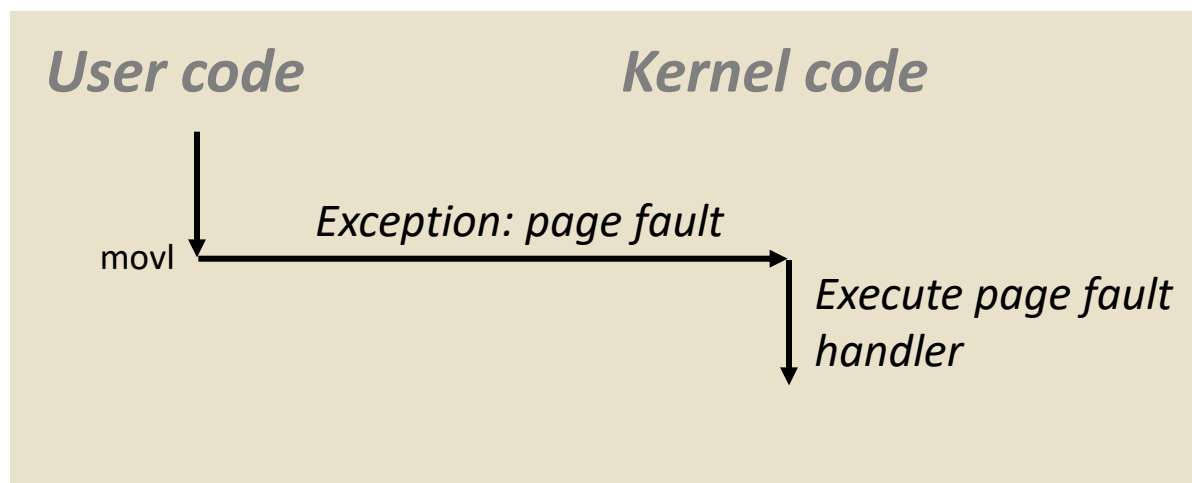 User code
Kernel code
Exception: page fault
movl
Execute page fault
handler